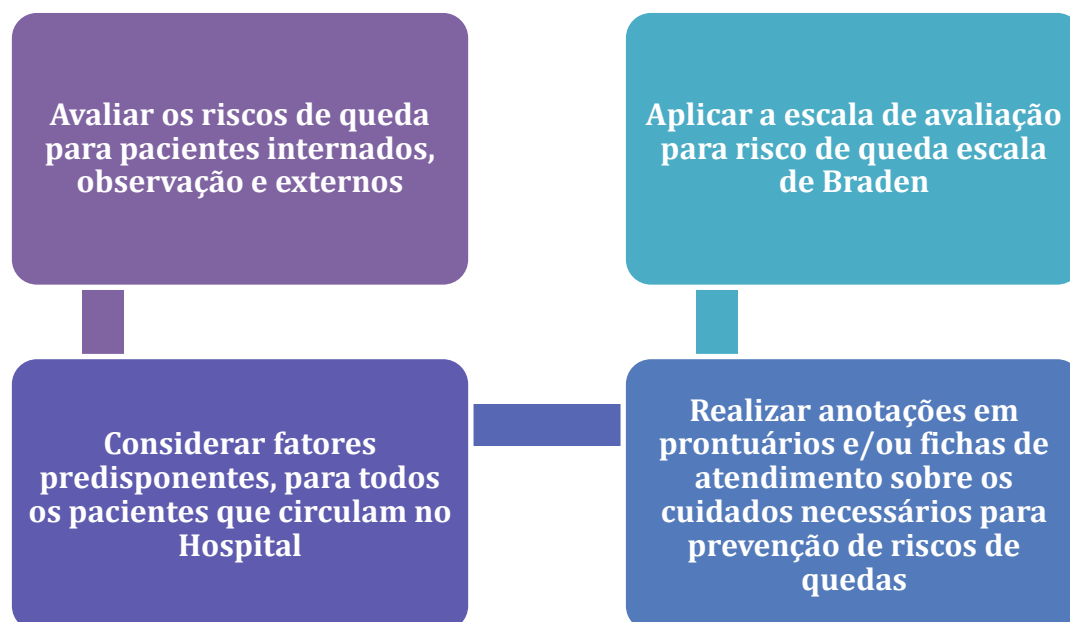 Avaliar os riscos de queda
para pacientes internados,
observação e externos
Considerar fatores
predisponentes, para todos
os pacientes que circulam no
Hospital
Realizar anotações em
prontuários e/ou fichas de
atendimento sobre os
cuidados necessários para
prevenção de riscos de
quedas
Aplicar a escala de avaliação
para risco de queda escala
de Braden